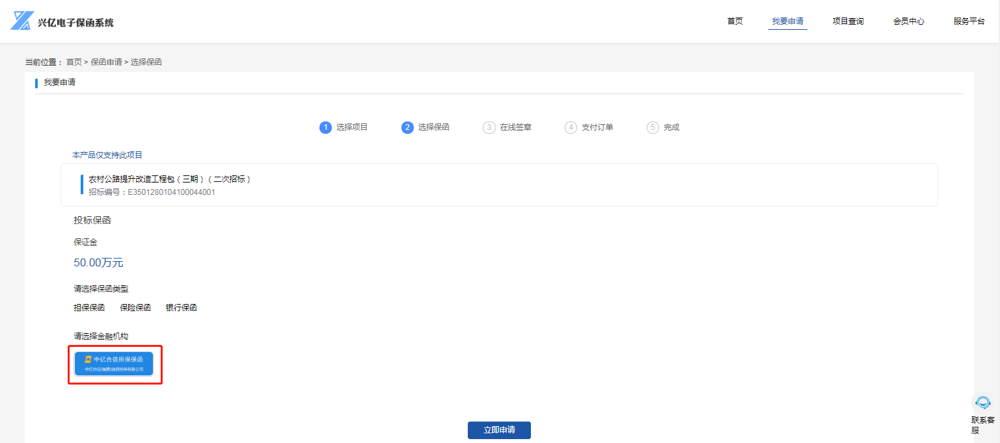 兴亿电子保函系统
首页 我要申请 项目查询 会员中心 服务平台
当前位置： 首页 > 保函申请 > 选择保函
我要申请
1 选择项目 2 选择保函 3 在线签章 4 支付订单 5 完成
本产品仅支持此项目
农村公路提升改造工程包（三期）（二次招标）
招标编号：E3501280104100044001
投标保函
保证金
50.00万元
请选择保函类型
担保保函 保险保函 银行保函
请选择金融机构
中亿合信担保保函
中亿合信(福建)融资担保有限公司
立即申请
联系客
服